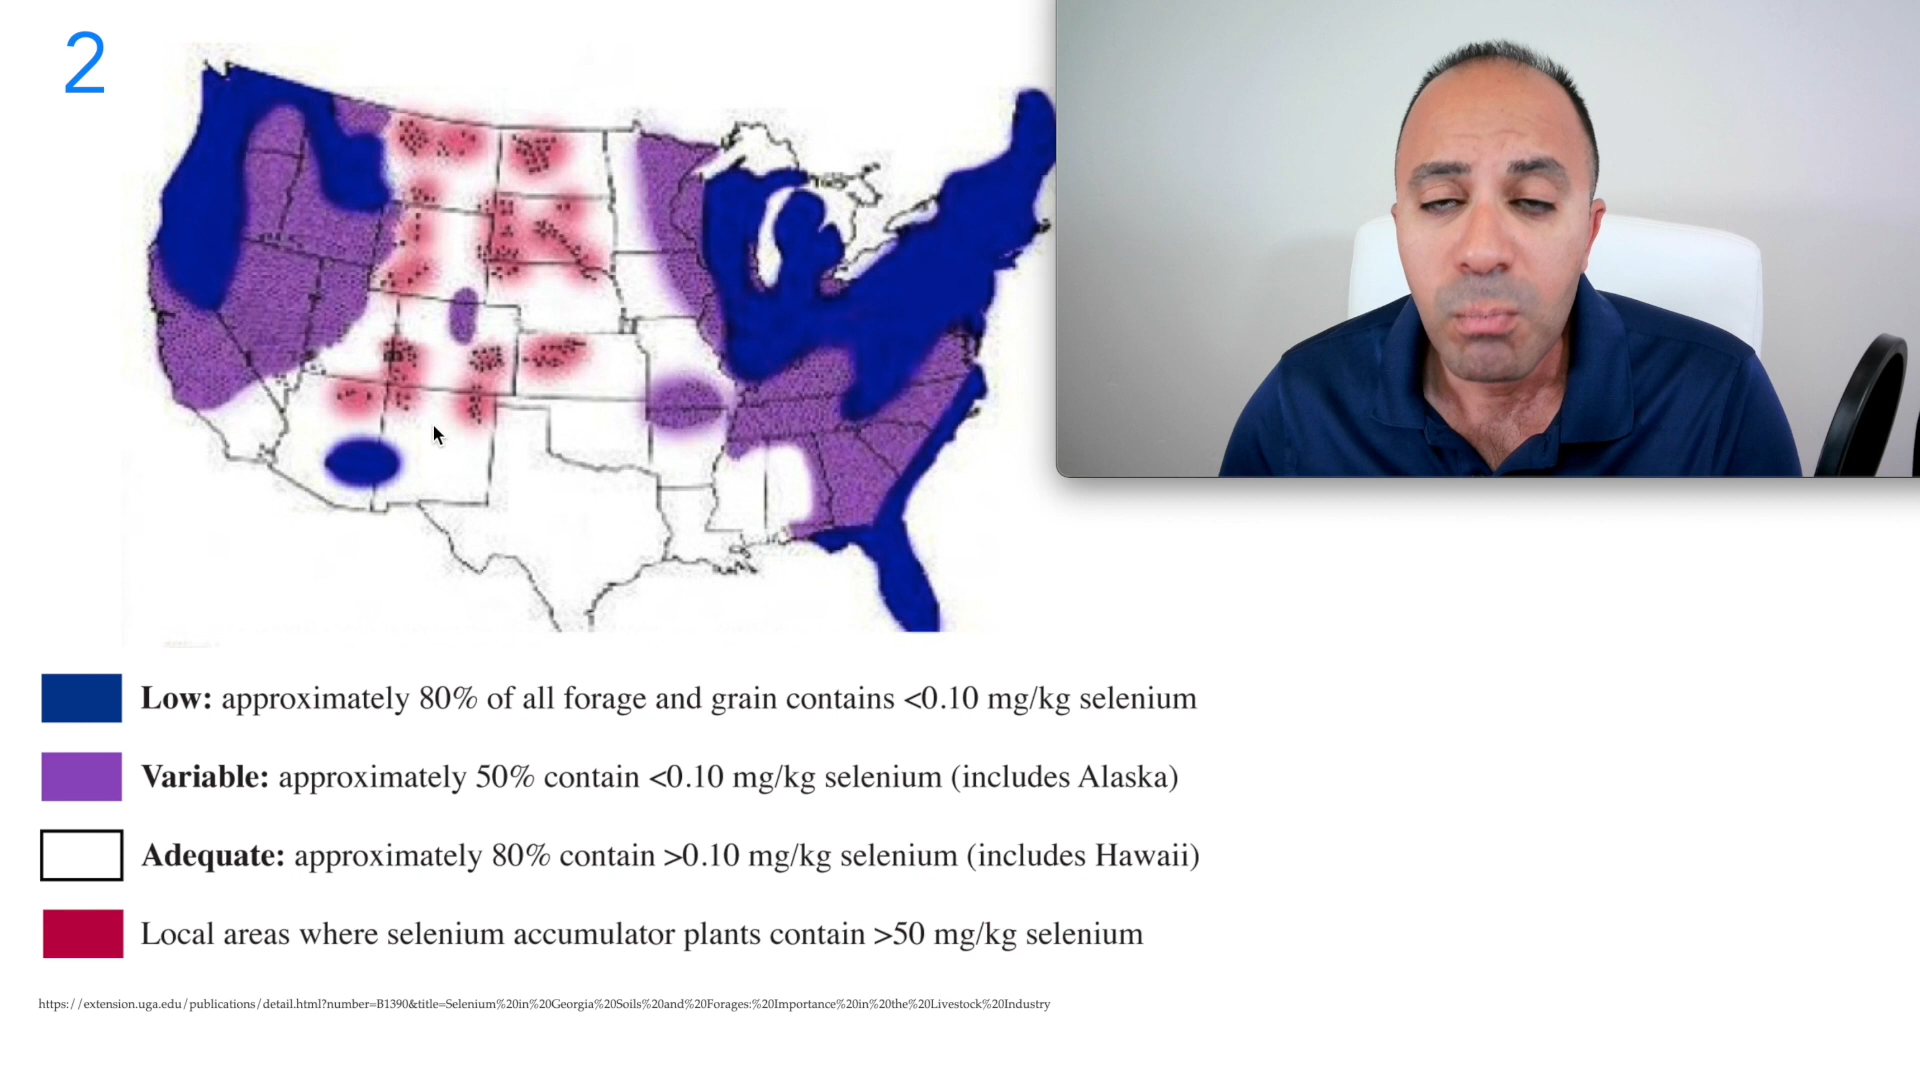 2
Low: approximately 80% of all forage and grain contains <0.10 mg/kg selenium
Variable: approximately 50% contain <0.10 mg/kg selenium (includes Alaska)
Adequate: approximately 80% contain >0.10 mg/kg selenium (includes Hawaii)
Local areas where selenium accumulator plants contain >50 mg/kg selenium
https://extension.uga.edu/publications/detail.html?number=B1390&title=Selenium%20in%20Georgia%20Soils%20and%20Forages:%20Importance%20in%20the%20Livestock%20Industry